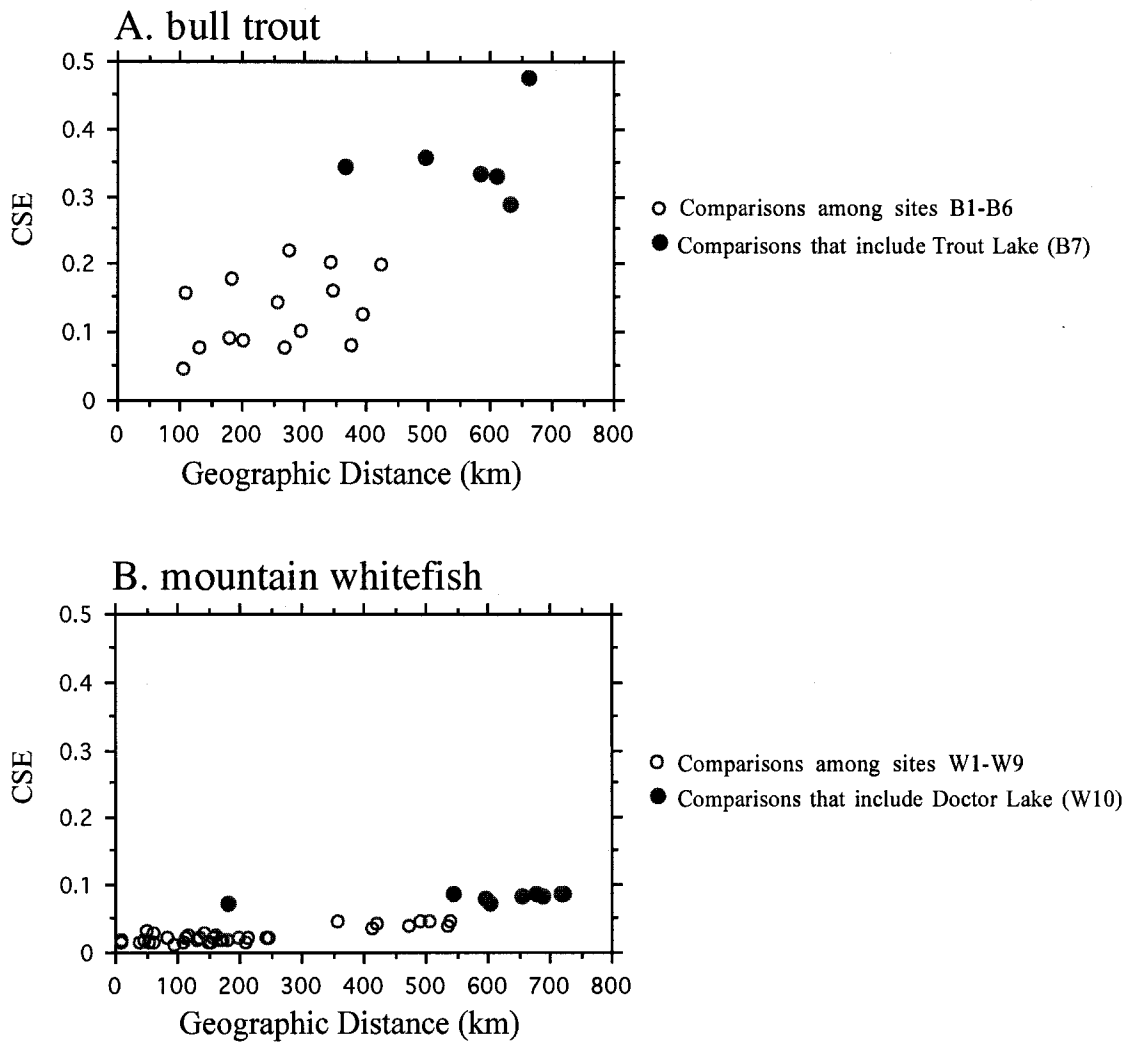 A. bull trout
0.5
0.4
0.3
0.2
0.1
0
CSE
0 100 200 300 400 500 600 700 800
Geographic Distance (km)
Comparisons among sites B1-B6
Comparisons that include Trout Lake (B7)
B. mountain whitefish
0.5
0.4
0.3
0.2
0.1
0
CSE
0 100 200 300 400 500 600 700 800
Geographic Distance (km)
Comparisons among sites W1-W9
Comparisons that include Doctor Lake (W10)